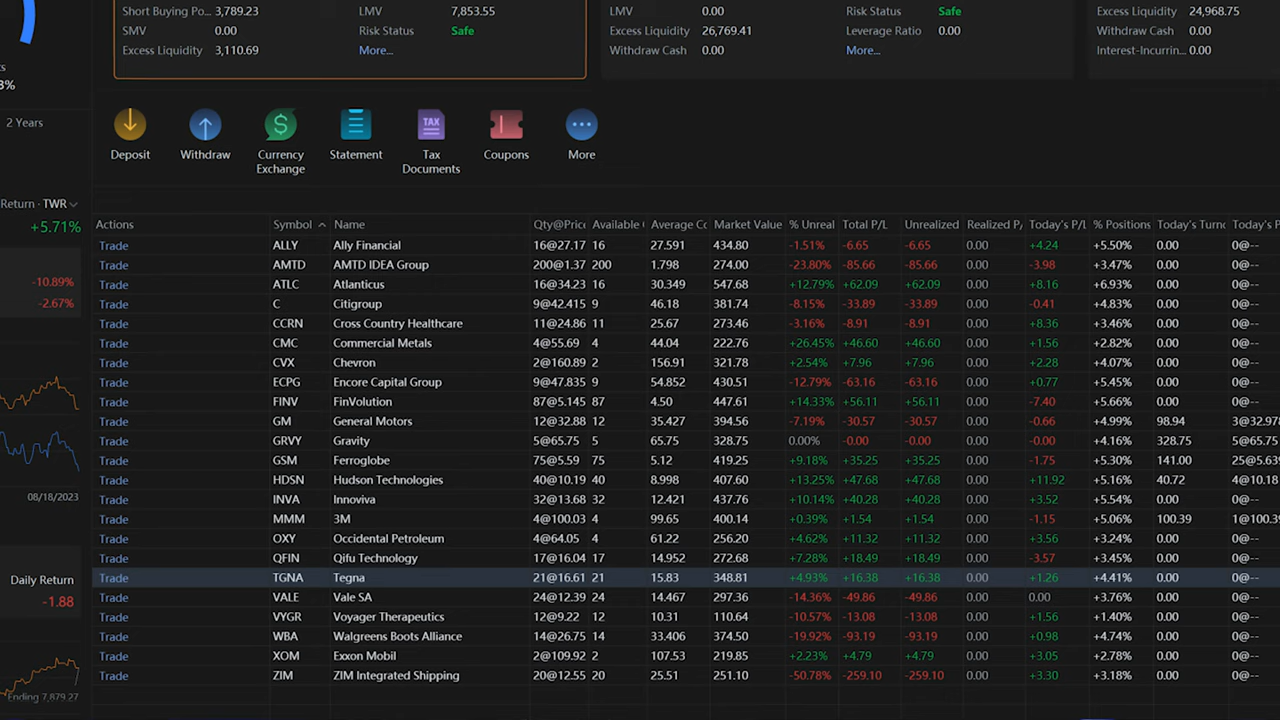 Short Buying Po... 3,789.23 LMV 7,853.55 LMV 0.00 Risk Status Safe Excess Liquidity 24,968.75
SMV 0.00 Risk Status Safe Excess Liquidity 26,769.41 Leverage Ratio 0.00 Withdraw Cash 0.00
Excess Liquidity 3,110.69 More... Withdraw Cash 0.00 More... Interest-Incurrin... 0.00
2 Years
Deposit Withdraw Currency Exchange Statement TAX Tax Documents Coupons More
Return · TWR
+5.71%
-10.89%
-2.67%
08/18/2023
Daily Return
-1.88
Ending 7,879.27
Actions Symbol Name Qty@Price Available Average Co Market Value % Unreal Total P/L Unrealized Realized P/ Today's P/L % Positions Today's Turno Today's P
Trade ALLY Ally Financial 16@27.17 16 27.591 434.80 -1.51% -6.65 -6.65 0.00 +4.24 +5.50% 0.00 0@--
Trade AMTD AMTD IDEA Group 200@1.37 200 1.798 274.00 -23.80% -85.66 -85.66 0.00 -3.98 +3.47% 0.00 0@--
Trade ATLC Atlanticus 16@34.23 16 30.349 547.68 +12.79% +62.09 +62.09 0.00 +8.16 +6.93% 0.00 0@--
Trade C Citigroup 9@42.415 9 46.18 381.74 -8.15% -33.89 -33.89 0.00 -0.41 +4.83% 0.00 0@--
Trade CCRN Cross Country Healthcare 11@24.86 11 25.67 273.46 -3.16% -8.91 -8.91 0.00 +8.36 +3.46% 0.00 0@--
Trade CMC Commercial Metals 4@55.69 4 44.04 222.76 +26.45% +46.60 +46.60 0.00 +1.56 +2.82% 0.00 0@--
Trade CVX Chevron 2@160.89 2 156.91 321.78 +2.54% +7.96 +7.96 0.00 +2.28 +4.07% 0.00 0@--
Trade ECPG Encore Capital Group 9@47.835 9 54.852 430.51 -12.79% -63.16 -63.16 0.00 +0.77 +5.45% 0.00 0@--
Trade FINV FinVolution 87@5.145 87 4.50 447.61 +14.33% +56.11 +56.11 0.00 -7.40 +5.66% 0.00 0@--
Trade GM General Motors 12@32.88 12 35.427 394.56 -7.19% -30.57 -30.57 0.00 -0.66 +4.99% 98.94 3@32.97
Trade GRVY Gravity 5@65.75 5 65.75 328.75 0.00% -0.00 -0.00 0.00 -0.00 +4.16% 328.75 5@65.75
Trade GSM Ferroglobe 75@5.59 75 5.12 419.25 +9.18% +35.25 +35.25 0.00 -1.75 +5.30% 141.00 25@5.63
Trade HDSN Hudson Technologies 40@10.19 40 8.998 407.60 +13.25% +47.68 +47.68 0.00 +11.92 +5.16% 40.72 4@10.18
Trade INVA Innoviva 32@13.68 32 12.421 437.76 +10.14% +40.28 +40.28 0.00 +3.52 +5.54% 0.00 0@--
Trade MMM 3M 4@100.03 4 99.65 400.14 +0.39% +1.54 +1.54 0.00 -1.15 +5.06% 100.39 1@100.39
Trade OXY Occidental Petroleum 4@64.05 4 61.22 256.20 +4.62% +11.32 +11.32 0.00 +3.56 +3.24% 0.00 0@--
Trade QFIN Qifu Technology 17@16.04 17 14.952 272.68 +7.28% +18.49 +18.49 0.00 -3.57 +3.45% 0.00 0@--
Trade TGNA Tegna 21@16.61 21 15.83 348.81 +4.93% +16.38 +16.38 0.00 +1.26 +4.41% 0.00 0@--
Trade VALE Vale SA 24@12.39 24 14.467 297.36 -14.36% -49.86 -49.86 0.00 0.00 +3.76% 0.00 0@--
Trade VYGR Voyager Therapeutics 12@9.22 12 10.31 110.64 -10.57% -13.08 -13.08 0.00 +1.56 +1.40% 0.00 0@--
Trade WBA Walgreens Boots Alliance 14@26.75 14 33.406 374.50 -19.92% -93.19 -93.19 0.00 +0.98 +4.74% 0.00 0@--
Trade XOM Exxon Mobil 2@109.92 2 107.53 219.85 +2.23% +4.79 +4.79 0.00 +3.05 +2.78% 0.00 0@--
Trade ZIM ZIM Integrated Shipping 20@12.55 20 25.51 251.10 -50.78% -259.10 -259.10 0.00 +3.30 +3.18% 0.00 0@--